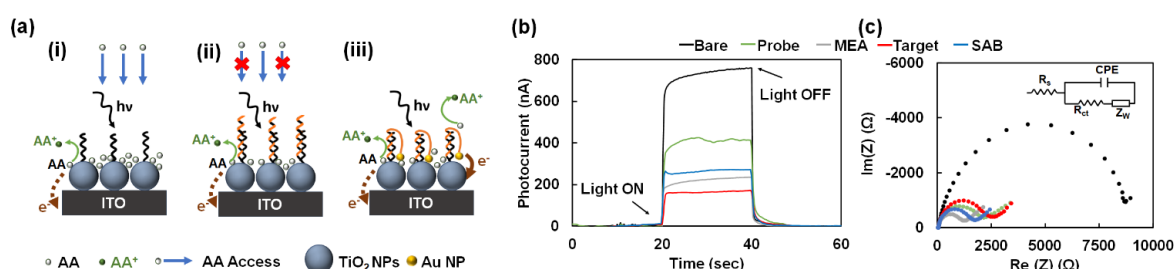 (a)
(i)
(ii)
(iii)
hν
hν
hν
AA⁺
AA⁺
AA⁺
AA⁺
AA
AA
AA
e⁻
e⁻
e⁻
e⁻
ITO
ITO
ITO
AA
AA⁺
AA Access
TiO₂ NPs
Au NP
(b)
Bare
Probe
MEA
Target
SAB
Photocurrent (nA)
800
600
400
200
0
Light ON
Light OFF
0
20
40
60
Time (sec)
(c)
Im(Z) (Ω)
-6000
-4000
-2000
0
Rₛ
CPE
R_ct
Z_W
0
2500
5000
7500
10000
Re (Z) (Ω)